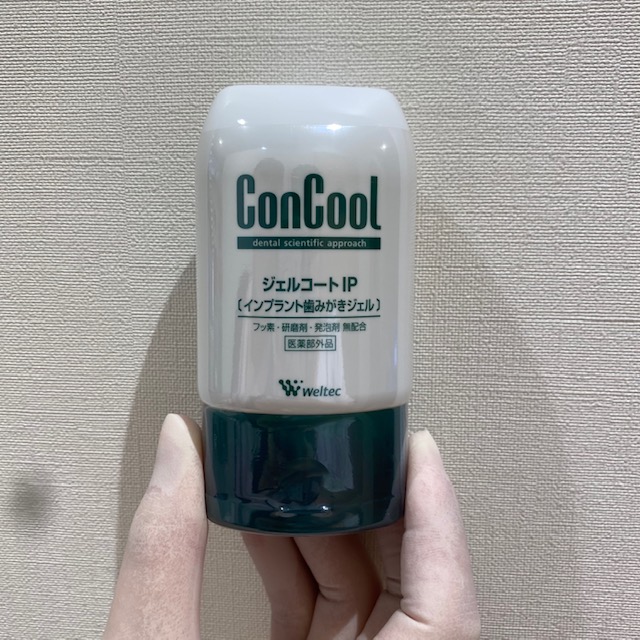 ConCool
dental scientific approach
ジェルコート IP
〔インプラント歯みがきジェル〕
フッ素・研磨剤・発泡剤 無配合
医薬部外品
Weltec